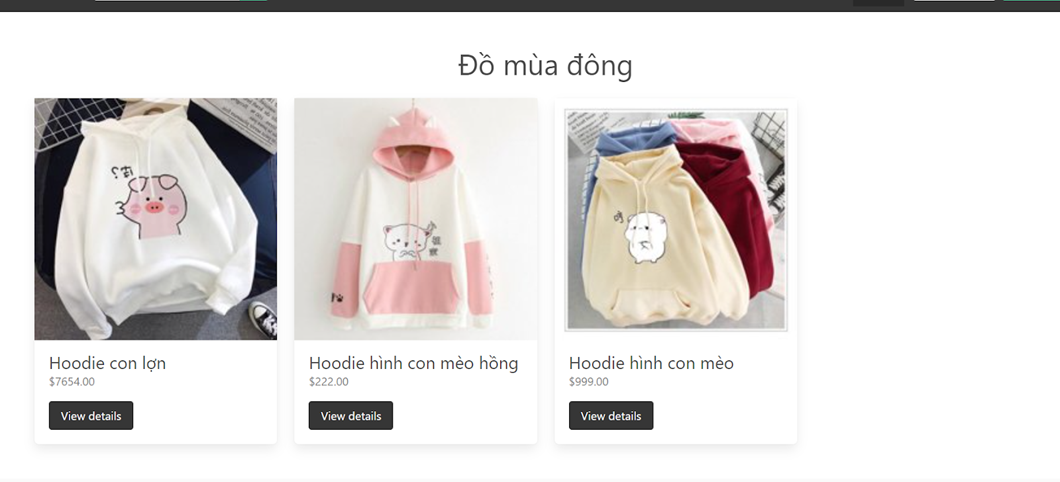 Đồ mùa đông
Hoodie con lợn
$7654.00
View details
Hoodie hình con mèo hồng
$222.00
View details
Hoodie hình con mèo
$999.00
View details